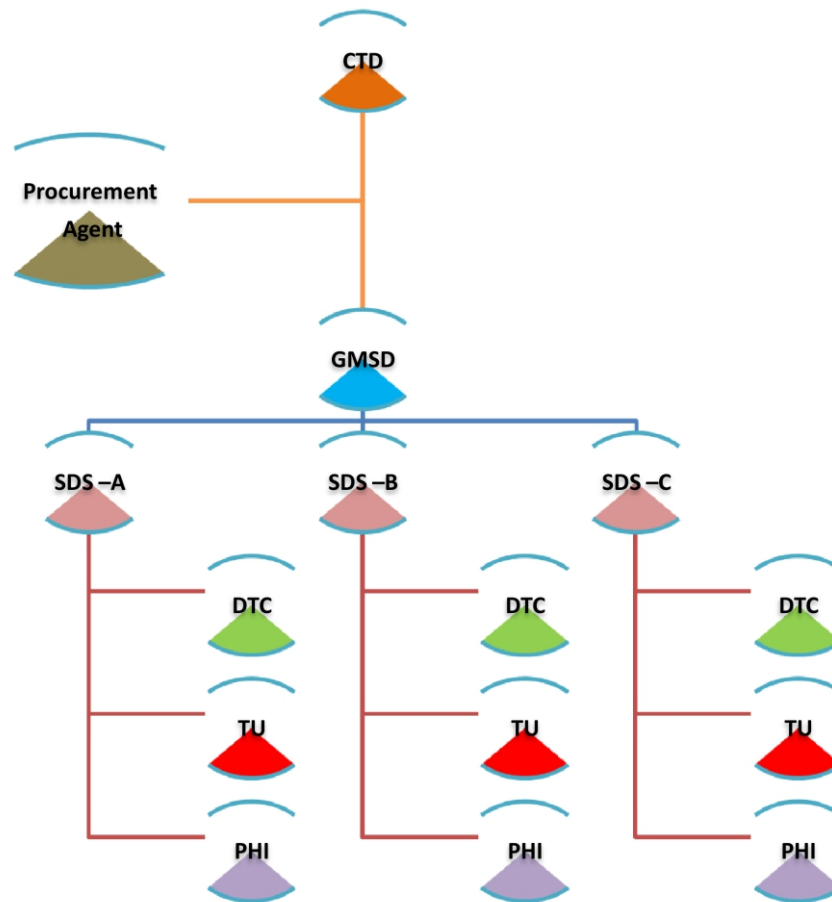 CTD
Procurement
Agent
GMSD
SDS –A
SDS –B
SDS –C
DTC
DTC
DTC
TU
TU
TU
PHI
PHI
PHI